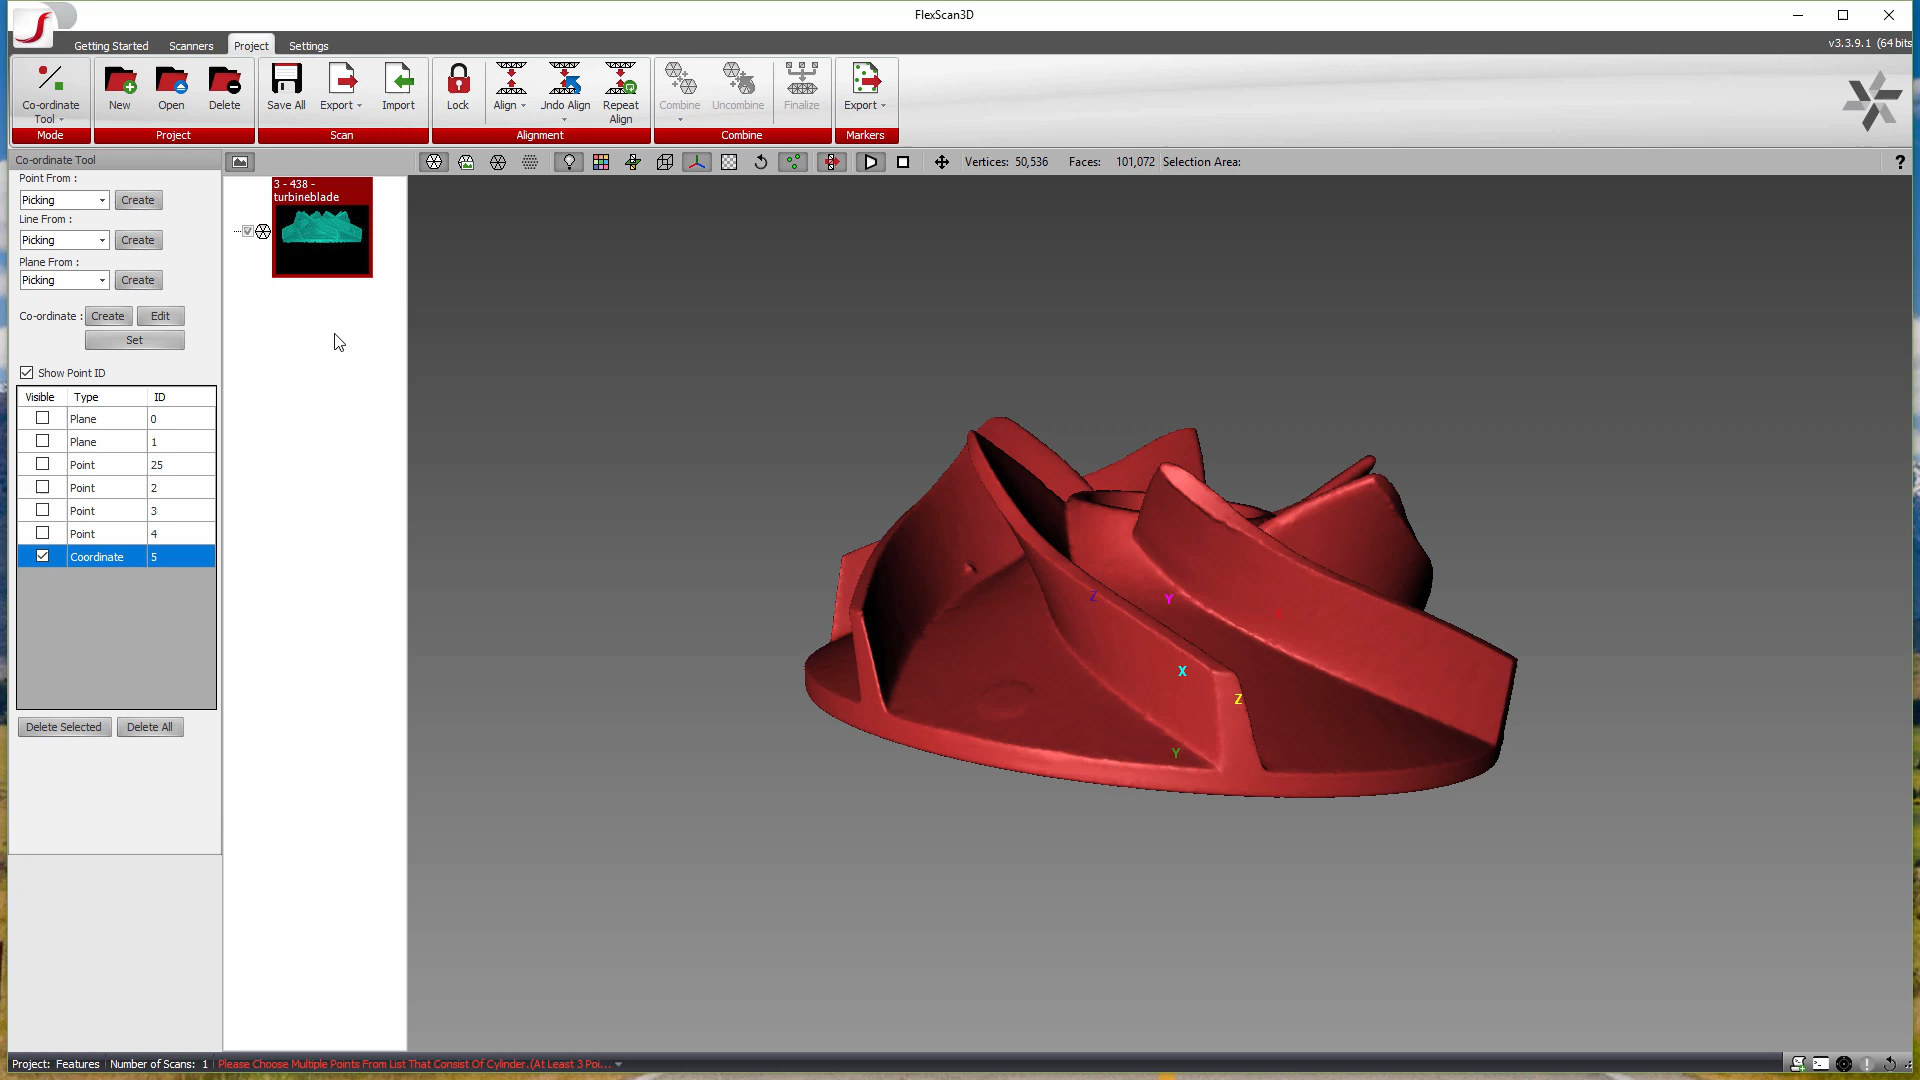 FlexScan3D
Getting Started Scanners Project Settings
v3.3.9.1 (64 bits
Co-ordinate Tool
Mode
New Open Delete
Project
Save All Export Import
Scan
Lock Align Undo Align Repeat Align
Alignment
Combine Uncombine Finalize
Combine
Export
Markers
Co-ordinate Tool
Vertices: 50,536 Faces: 101,072 Selection Area: ?
Point From :
Picking Create
Line From :
Picking Create
Plane From :
Picking Create
Co-ordinate : Create Edit
Set
Show Point ID
Visible Type ID
Plane 0
Plane 1
Point 25
Point 2
Point 3
Point 4
Coordinate 5
Delete Selected Delete All
3 - 438 -
turbineblade
Z Y X
X
Z
Y
Project: Features Number of Scans: 1 Please Choose Multiple Points From List That Consist Of Cylinder.(At Least 3 Poi...